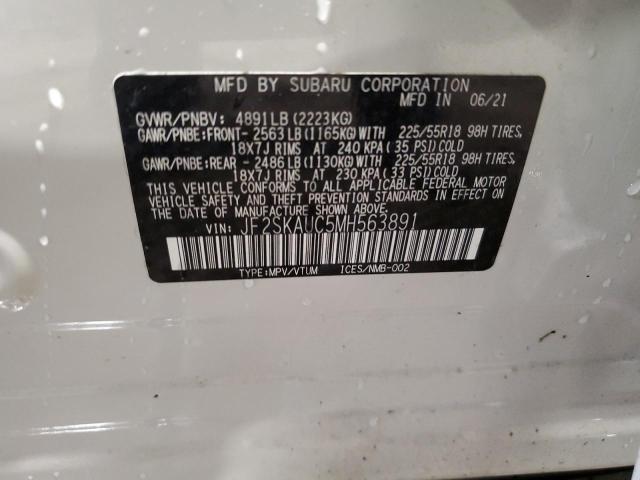 MFD BY SUBARU CORPORATION
MFD IN 06/21
GVWR/PNBV: 4891LB (2223KG)
GAWR/PNBE: FRONT- 2563LB (1165KG) WITH 225/55R18 98H TIRES,
18X7J RIMS AT 240 KPA (35 PSI) COLD
GAWR/PNBE: REAR - 2486LB (1130KG) WITH 225/55R18 98H TIRES,
18X7J RIMS AT 230 KPA (33 PSI) COLD
THIS VEHICLE CONFORMS TO ALL APPLICABLE FEDERAL MOTOR
VEHICLE SAFETY AND THEFT PREVENTION STANDARDS IN EFFECT ON
THE DATE OF MANUFACTURE SHOWN ABOVE.
VIN: JF2SKAUC5MH563891
TYPE:MPV/VTUM ICES/NMB-002